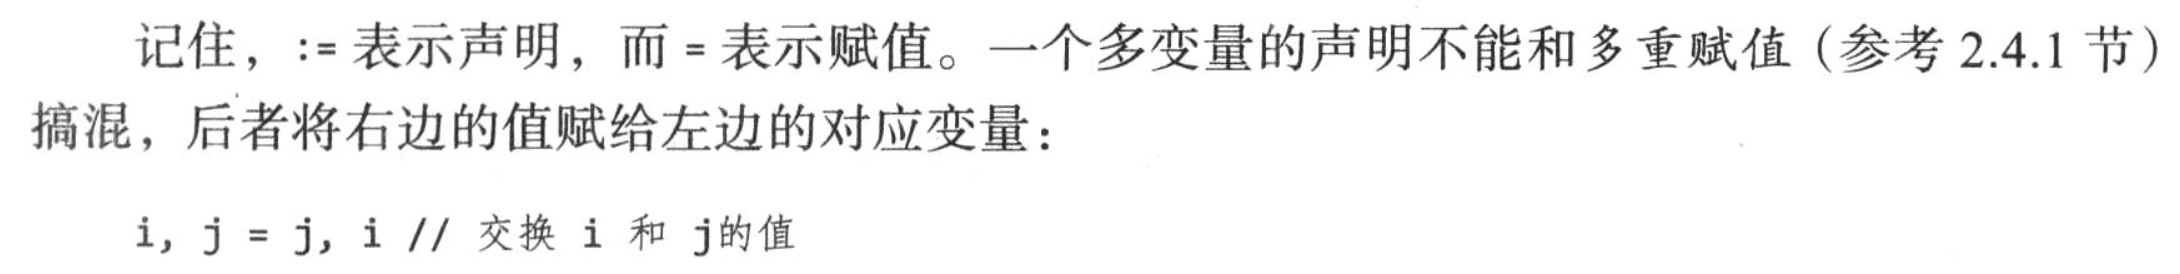 记住，:= 表示声明，而 = 表示赋值。一个多变量的声明不能和多重赋值（参考 2.4.1 节）
搞混，后者将右边的值赋给左边的对应变量：
i, j = j, i // 交换 i 和 j的值